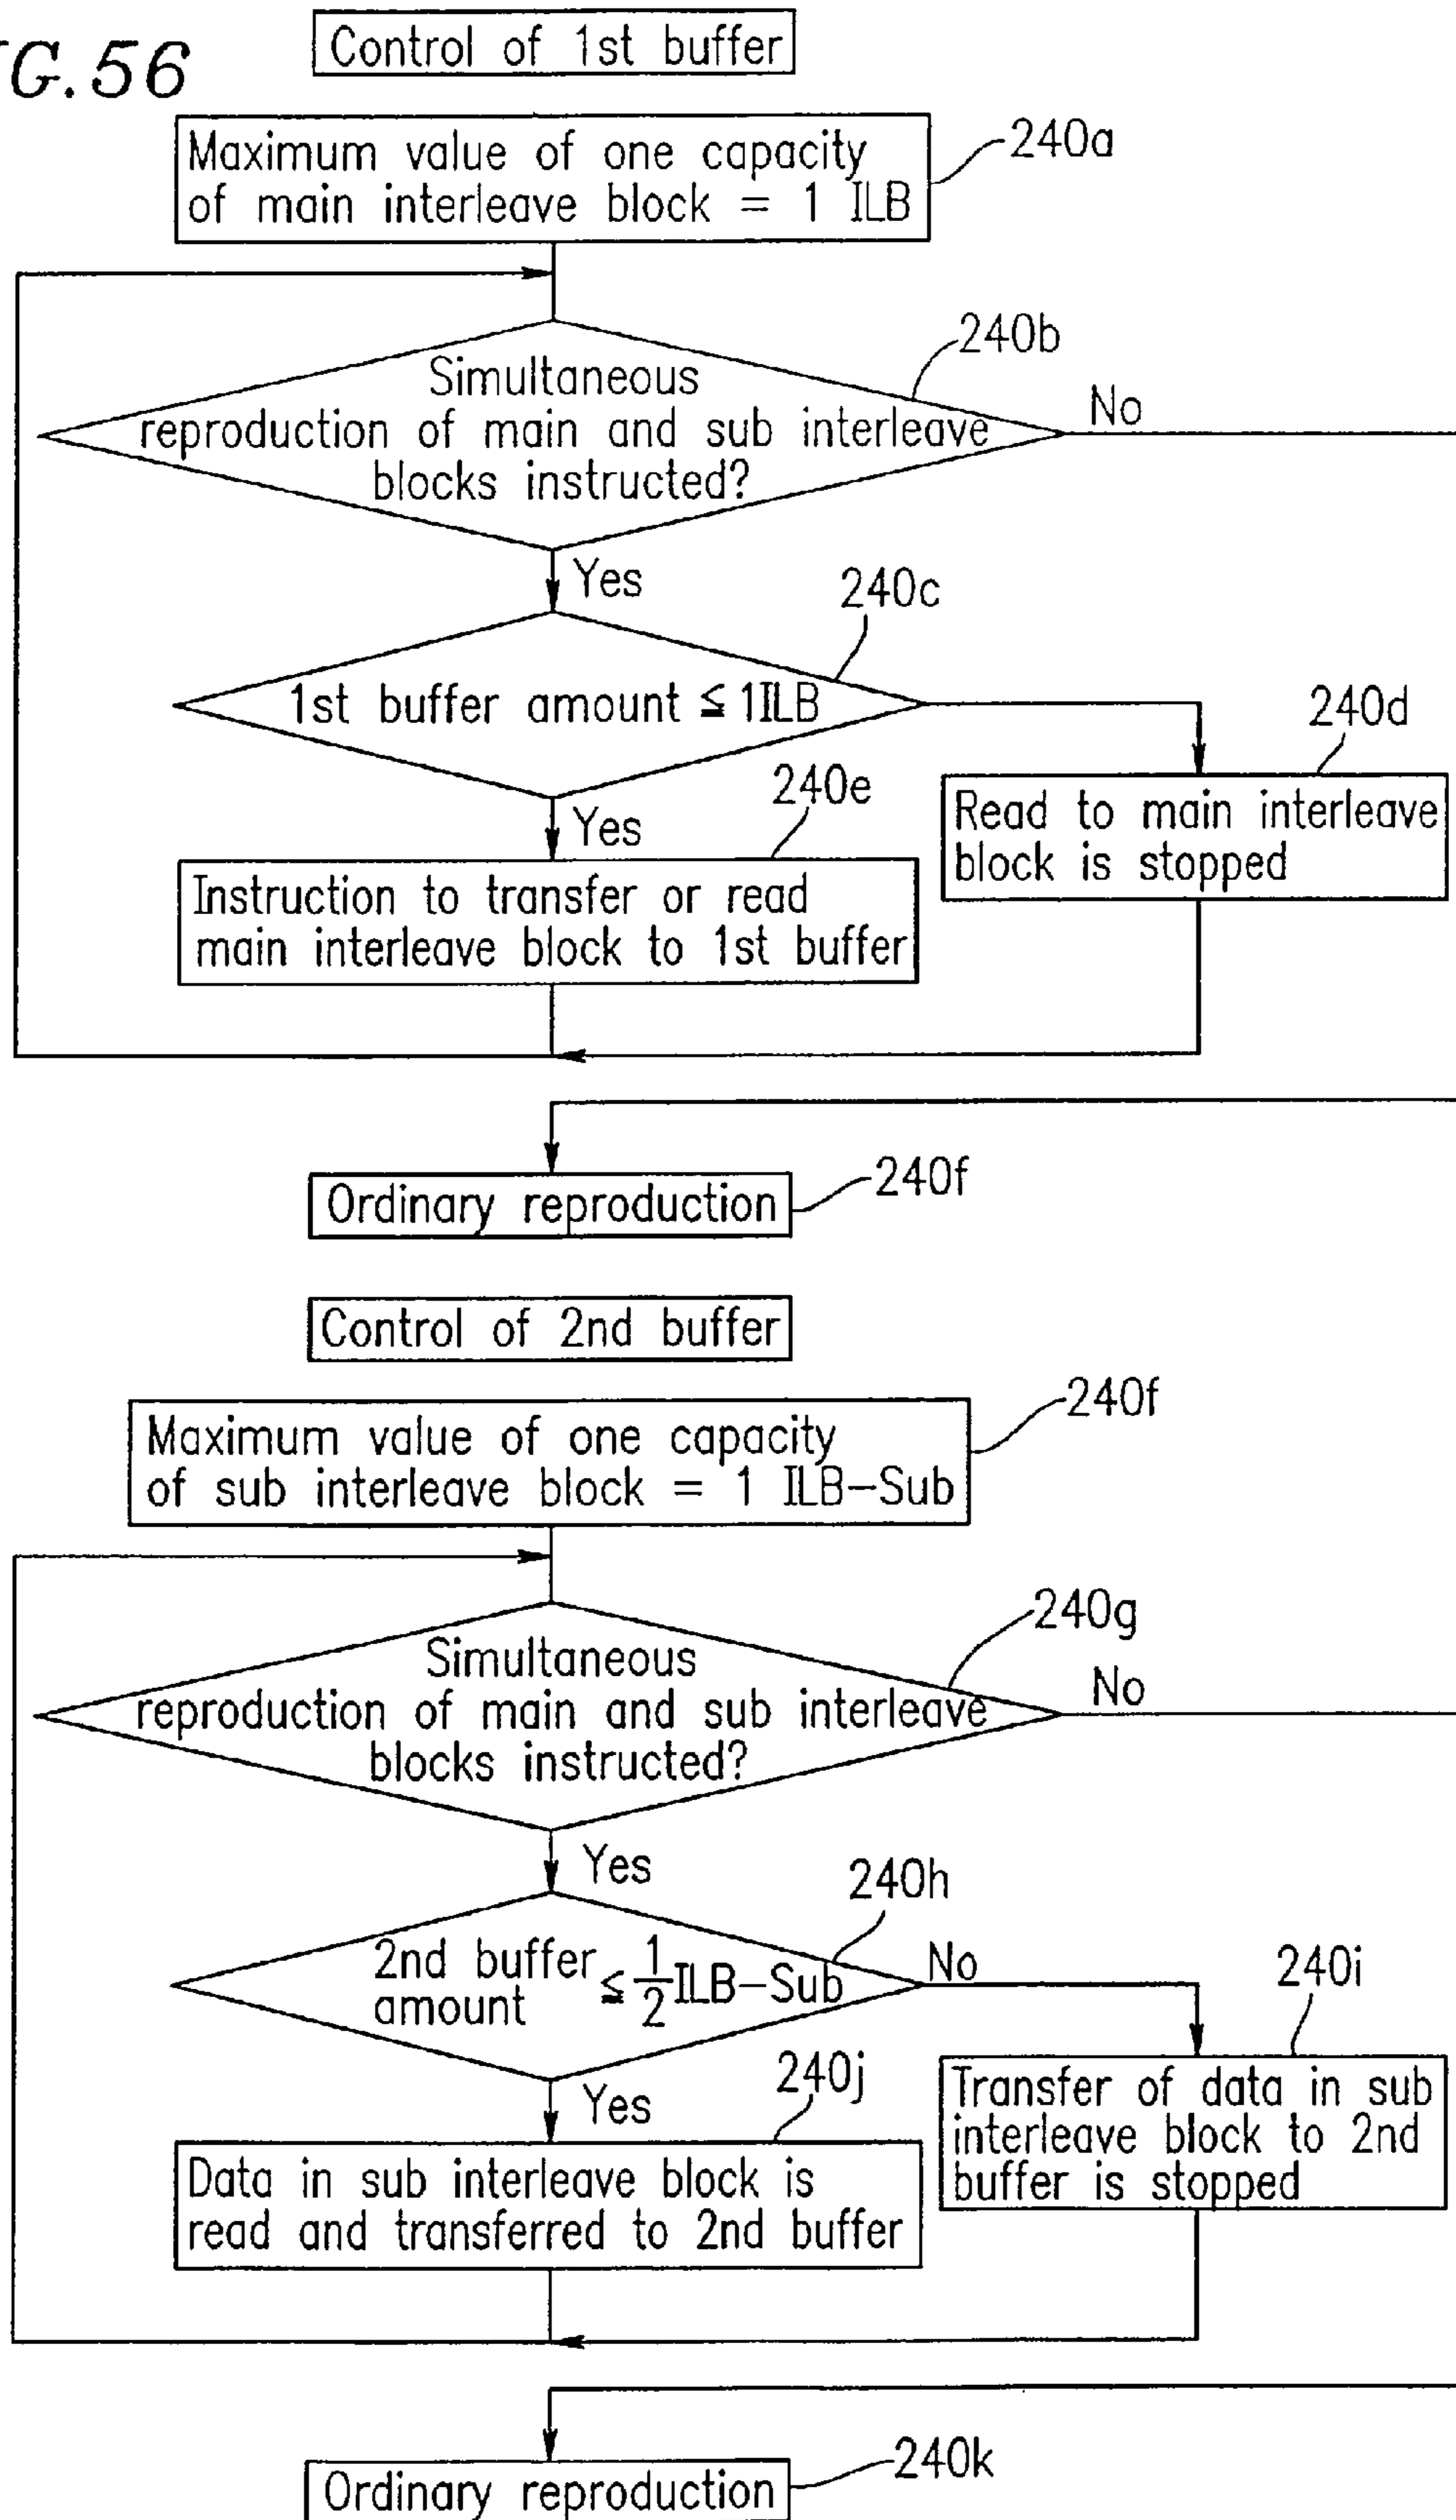 G.56
Control of 1st buffer
Maximum value of one capacity
of main interleave block = 1 ILB
240a
240b
Simultaneous
reproduction of main and sub interleave
blocks instructed?
No
Yes
240c
1st buffer amount ≦ 1ILB
240d
Read to main interleave
block is stopped
240e
Yes
Instruction to transfer or read
main interleave block to 1st buffer
Ordinary reproduction
240f
Control of 2nd buffer
240f
Maximum value of one capacity
of sub interleave block = 1 ILB-Sub
240g
Simultaneous
reproduction of main and sub interleave
blocks instructed?
No
Yes
240h
2nd buffer
amount
≦ 1/2 ILB-Sub
No
240i
Transfer of data in sub
interleave block to 2nd
buffer is stopped
240j
Yes
Data in sub interleave block is
read and transferred to 2nd buffer
240k
Ordinary reproduction